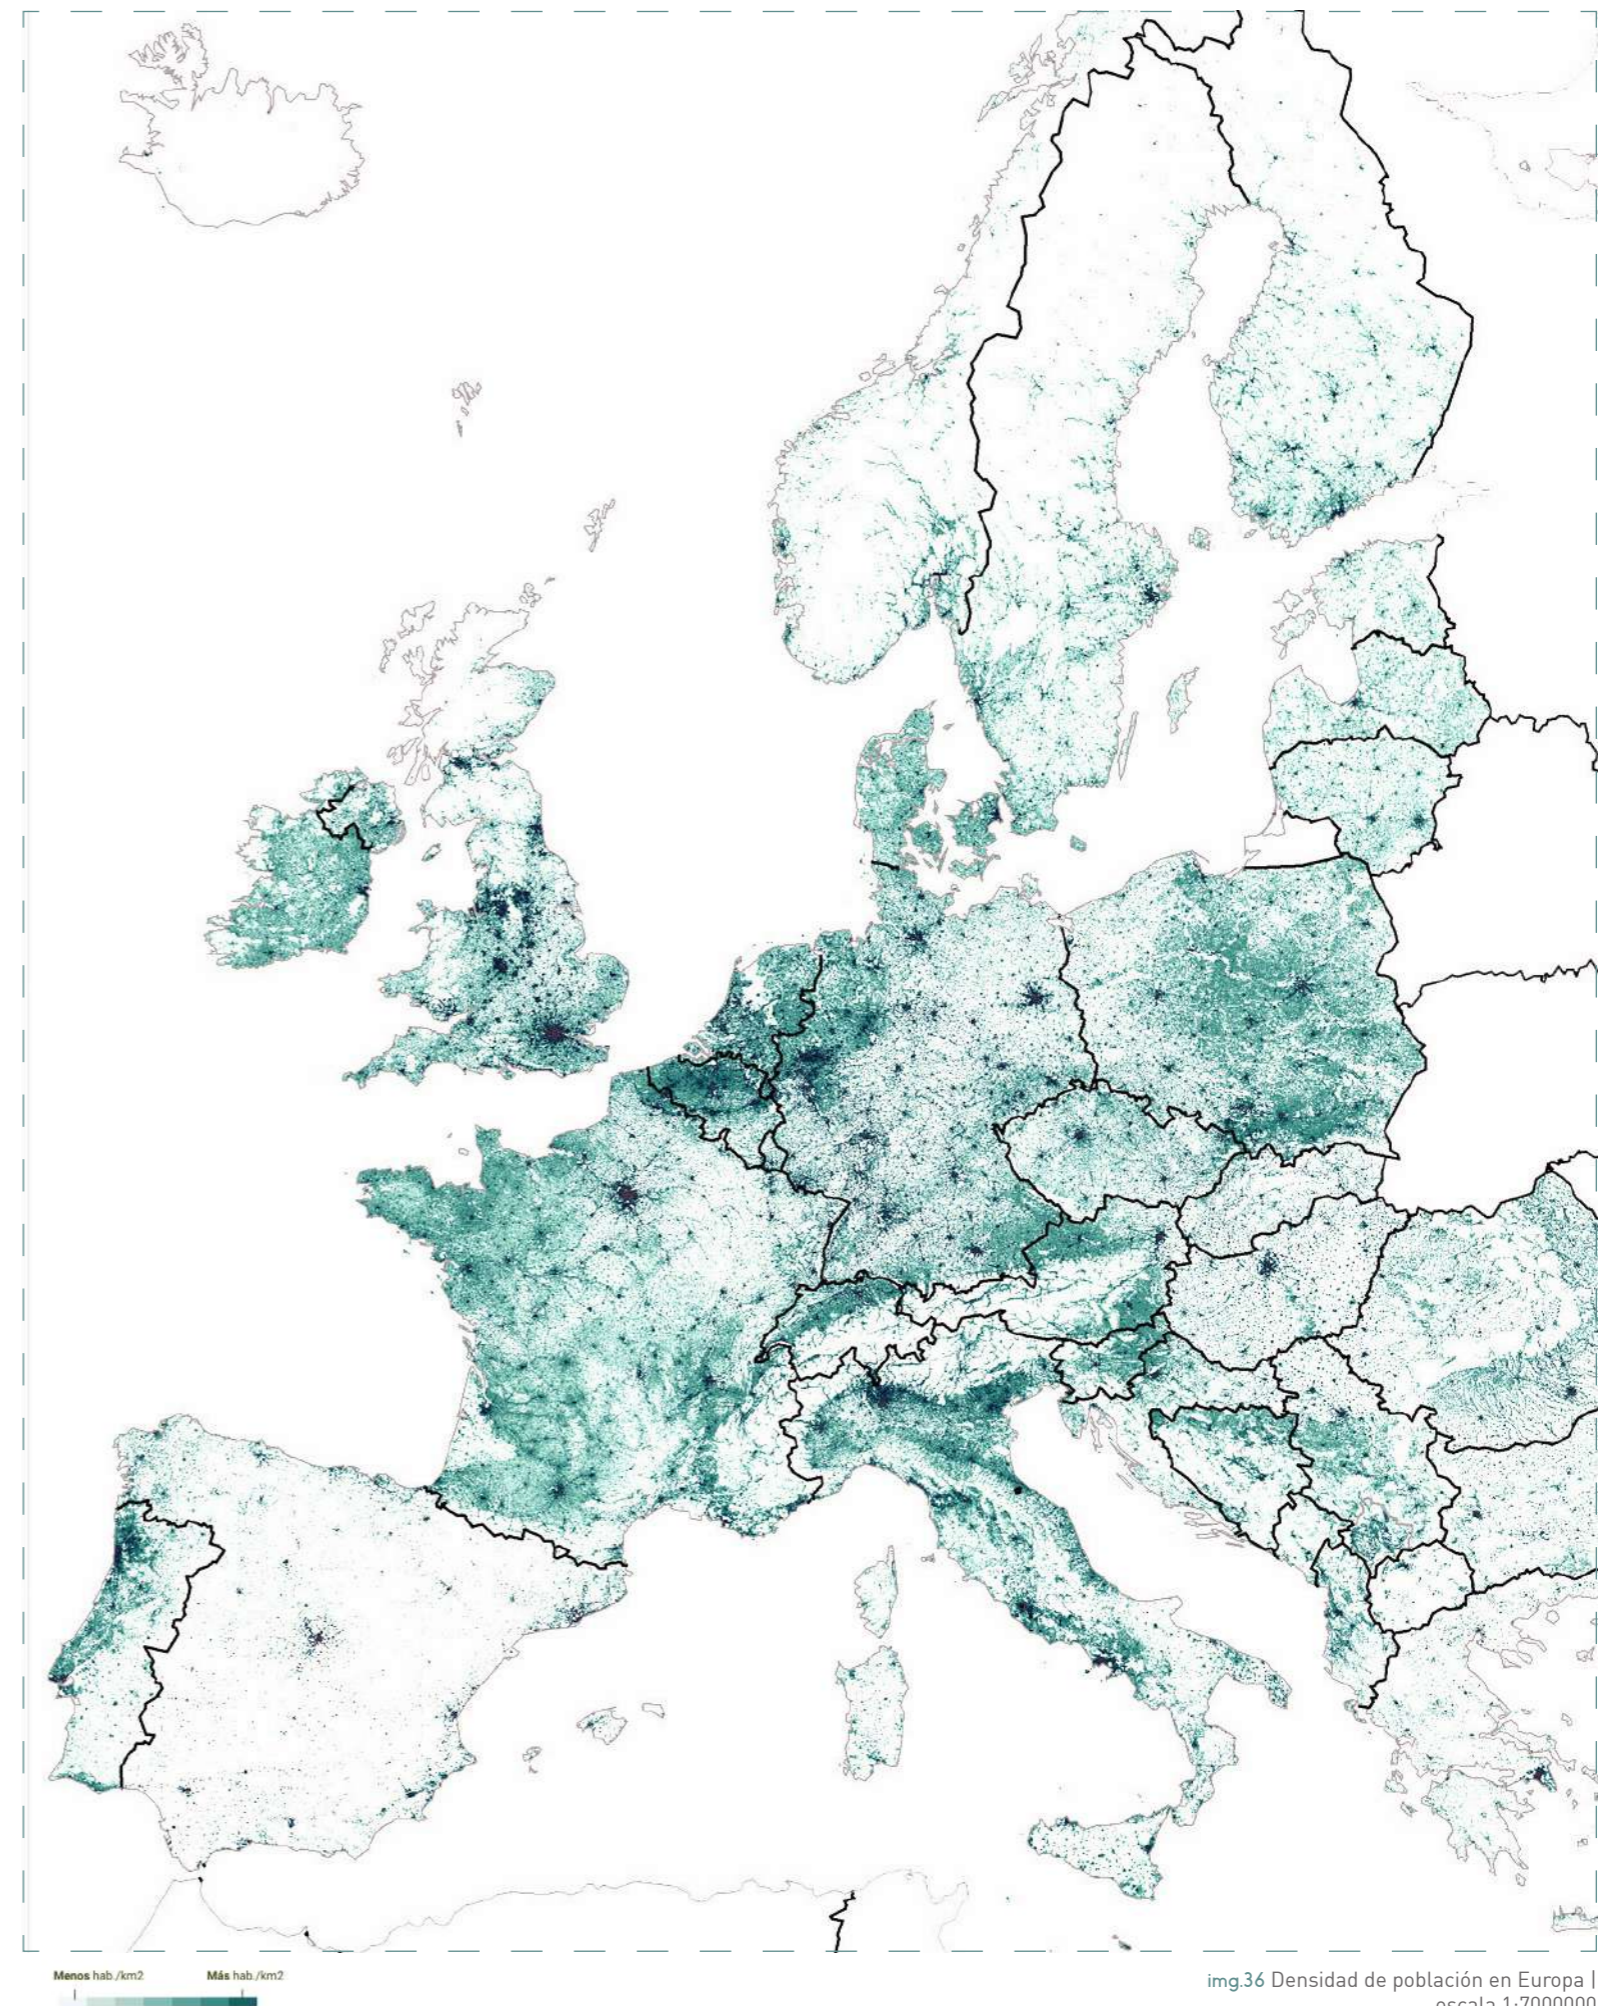 Menos hab./km2
Más hab./km2
img.36 Densidad de población en Europa |
escala 1:7000000